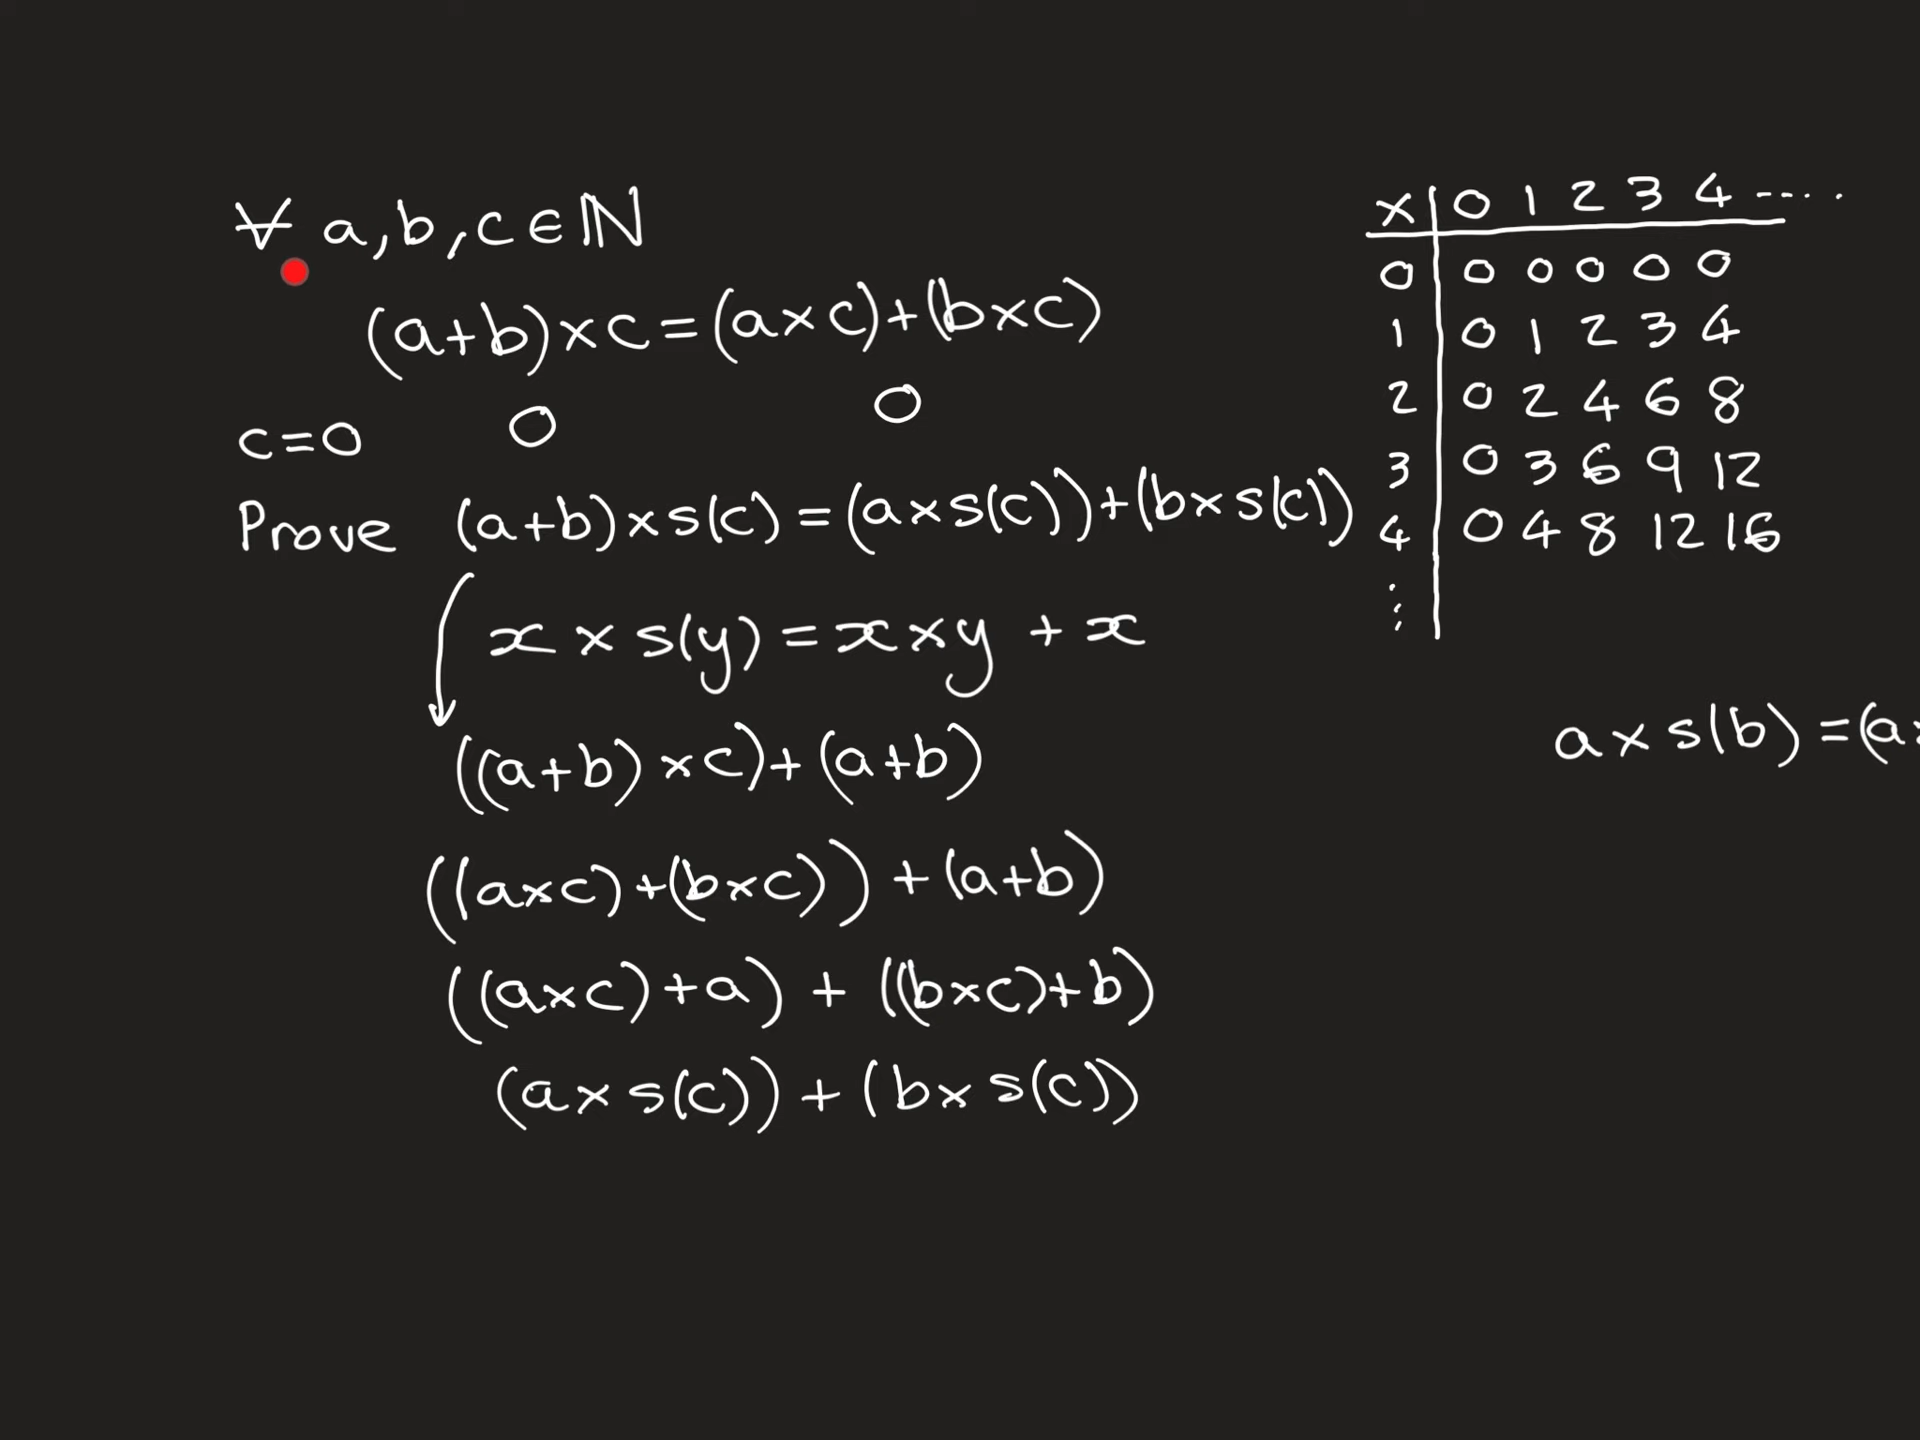 ∀ a,b,c∈ℕ
(a+b)×c=(a×c)+(b×c)
c=0 0 0
Prove (a+b)×s(c)=(a×s(c))+(b×s(c))
x × s(y)=x×y + x
((a+b)×c)+(a+b)
((a×c)+(b×c))+(a+b)
((a×c)+a) + ((b×c)+b)
(a×s(c))+(b×s(c))
× 0 1 2 3 4 ....
0 0 0 0 0 0
1 0 1 2 3 4
2 0 2 4 6 8
3 0 3 6 9 12
4 0 4 8 12 16
⋮
a×s(b)=(a×